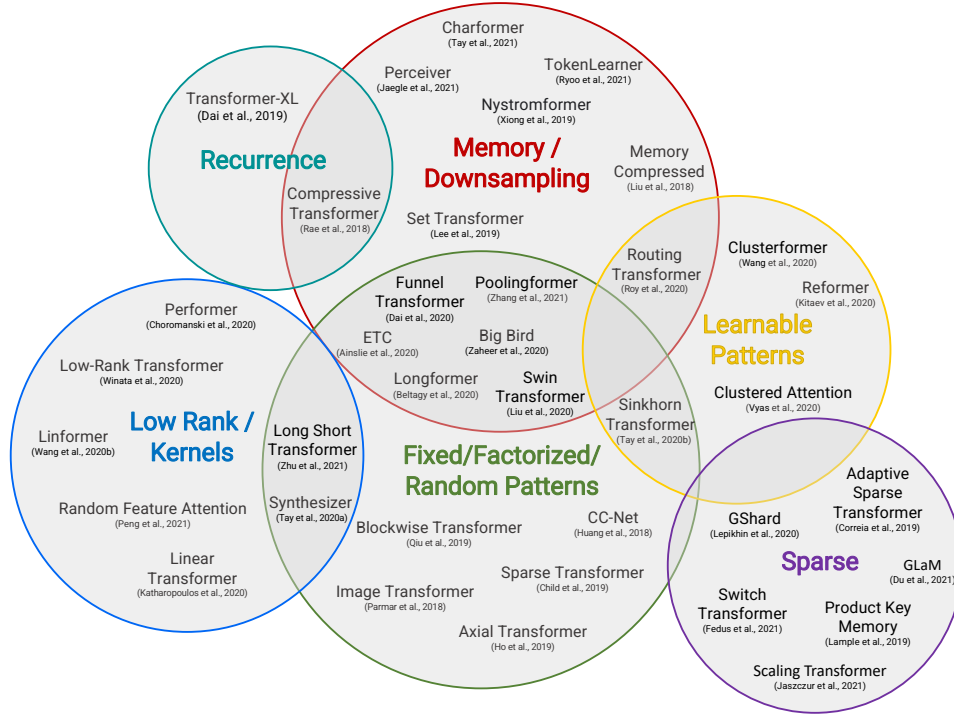 Charformer
(Tay et al., 2021)
TokenLearner
(Ryoo et al., 2021)
Perceiver
(Jaegle et al., 2021)
Transformer-XL
(Dai et al., 2019)
Nystromformer
(Xiong et al., 2019)
Recurrence
Memory /
Downsampling
Memory
Compressed
(Liu et al., 2018)
Compressive
Transformer
(Rae et al., 2018)
Set Transformer
(Lee et al., 2019)
Routing
Transformer
(Roy et al., 2020)
Clusterformer
(Wang et al., 2020)
Reformer
(Kitaev et al., 2020)
Funnel
Transformer
(Dai et al., 2020)
Poolingformer
(Zhang et al., 2021)
Performer
(Choromanski et al., 2020)
ETC
(Ainslie et al., 2020)
Big Bird
(Zaheer et al., 2020)
Learnable
Patterns
Low-Rank Transformer
(Winata et al., 2020)
Longformer
(Beltagy et al., 2020)
Swin
Transformer
(Liu et al., 2020)
Clustered Attention
(Vyas et al., 2020)
Sinkhorn
Transformer
(Tay et al., 2020b)
Low Rank /
Kernels
Linformer
(Wang et al., 2020b)
Long Short
Transformer
(Zhu et al., 2021)
Fixed/Factorized/
Random Patterns
Adaptive
Sparse
Transformer
(Correia et al., 2019)
Random Feature Attention
(Peng et al., 2021)
Synthesizer
(Tay et al., 2020a)
Blockwise Transformer
(Qiu et al., 2019)
CC-Net
(Huang et al., 2018)
GShard
(Lepikhin et al., 2020)
Sparse
GLaM
(Du et al., 2021)
Linear
Transformer
(Katharopoulos et al., 2020)
Sparse Transformer
(Child et al., 2019)
Image Transformer
(Parmar et al., 2018)
Switch
Transformer
(Fedus et al., 2021)
Product Key
Memory
(Lample et al., 2019)
Axial Transformer
(Ho et al., 2019)
Scaling Transformer
(Jaszczur et al., 2021)